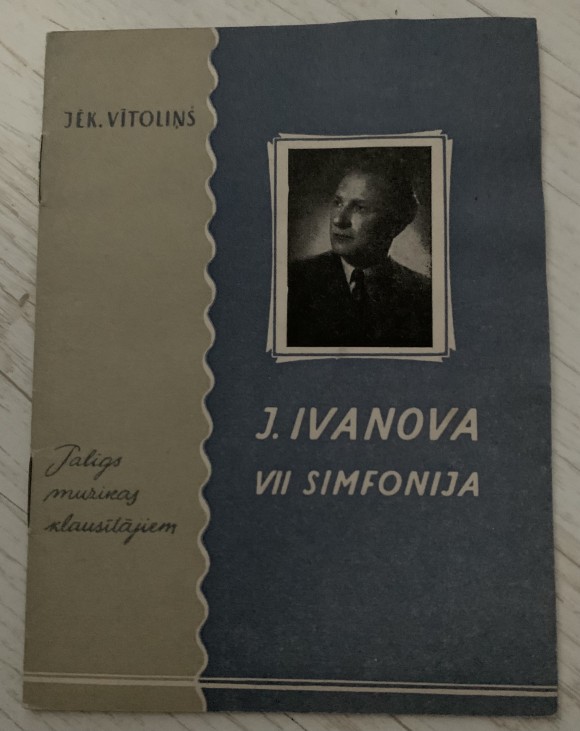 JĒK. VĪTOLIŅŠ
J. IVANOVA
VII SIMFONIJA
Palīgs
mūzikas
klausītājiem